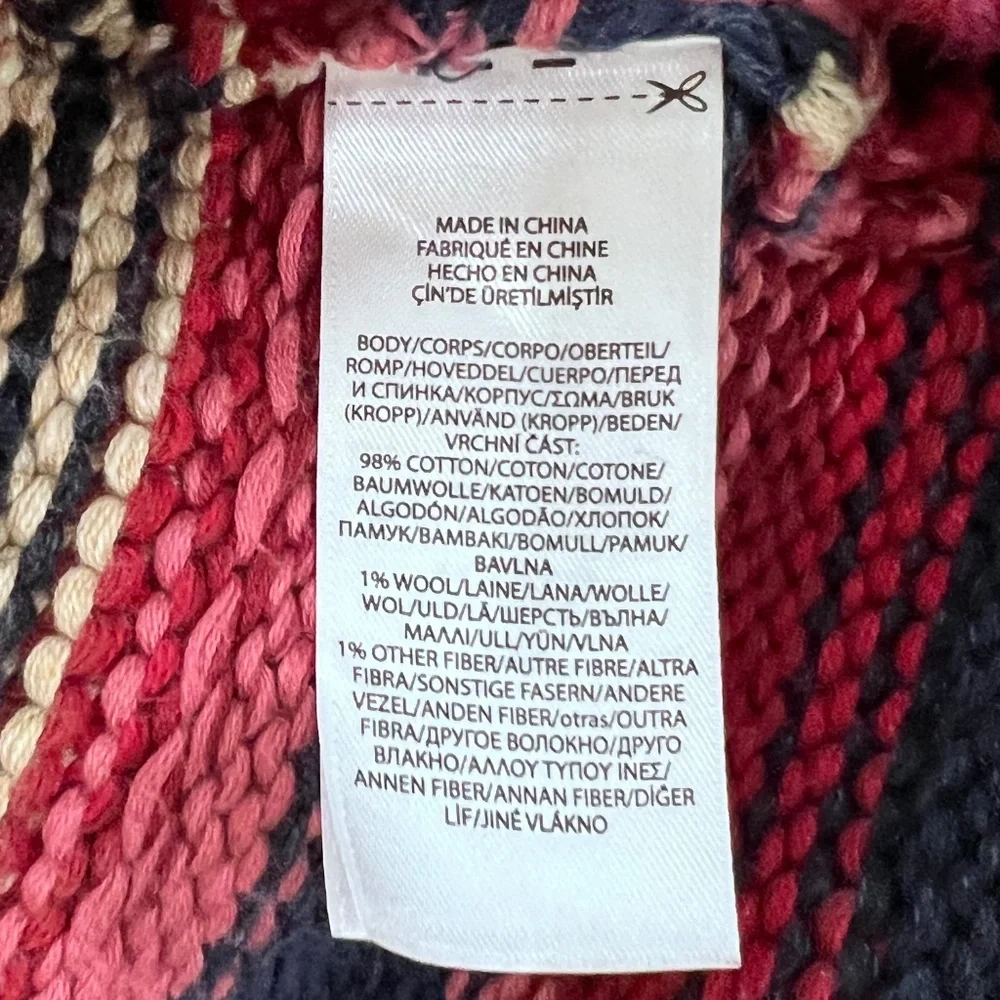 MADE IN CHINA
FABRIQUÉ EN CHINE
HECHO EN CHINA
ÇİN'DE ÜRETİLMİŞTİR
BODY/CORPS/CORPO/OBERTEIL/
ROMP/HOVEDDEL/CUERPO/ПЕРЕД
И СПИНКА/КОРПУС/ΣΩΜΑ/BRUK
(KROPP)/ANVÄND (KROPP)/BEDEN/
VRCHNÍ ČÁST:
98% COTTON/COTON/COTONE/
BAUMWOLLE/KATOEN/BOMULD/
ALGODÓN/ALGODÃO/ХЛОПОК/
ПАМУК/ΒΑΜΒΑΚΙ/BOMULL/PAMUK/
BAVLNA
1% WOOL/LAINE/LANA/WOLLE/
WOL/ULD/LÃ/ШЕРСТЬ/ВЪЛНА/
ΜΑΛΛΙ/ULL/YÜN/VLNA
1% OTHER FIBER/AUTRE FIBRE/ALTRA
FIBRA/SONSTIGE FASERN/ANDERE
VEZEL/ANDEN FIBER/otras/OUTRA
FIBRA/ДРУГОЕ ВОЛОКНО/ДРУГО
ВЛАКНО/ΑΛΛΟΥ ΤΥΠΟΥ ΙΝΕΣ/
ANNEN FIBER/ANNAN FIBER/DİĞER
LİF/JINÉ VLÁKNO